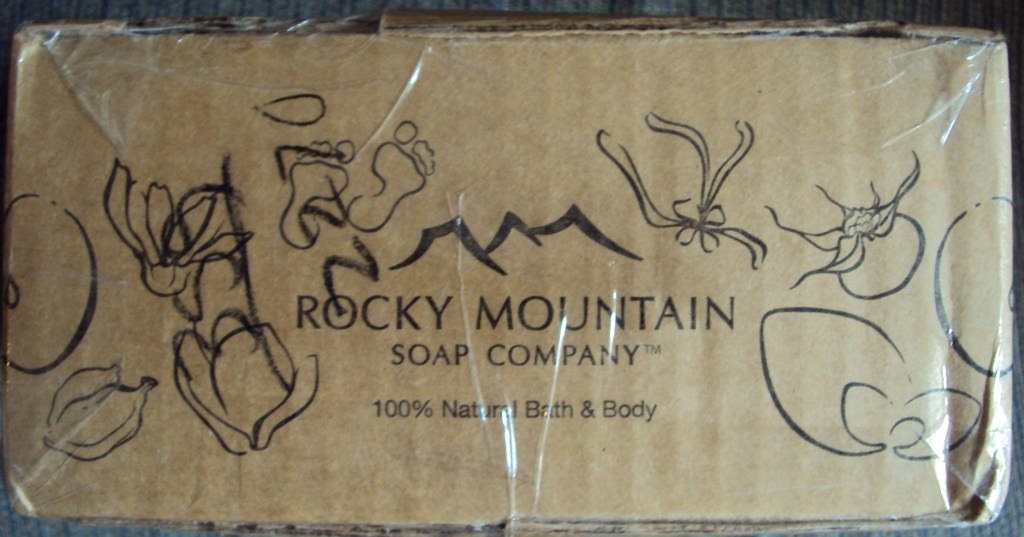 ROCKY MOUNTAIN
SOAP COMPANY™
100% Natural Bath & Body